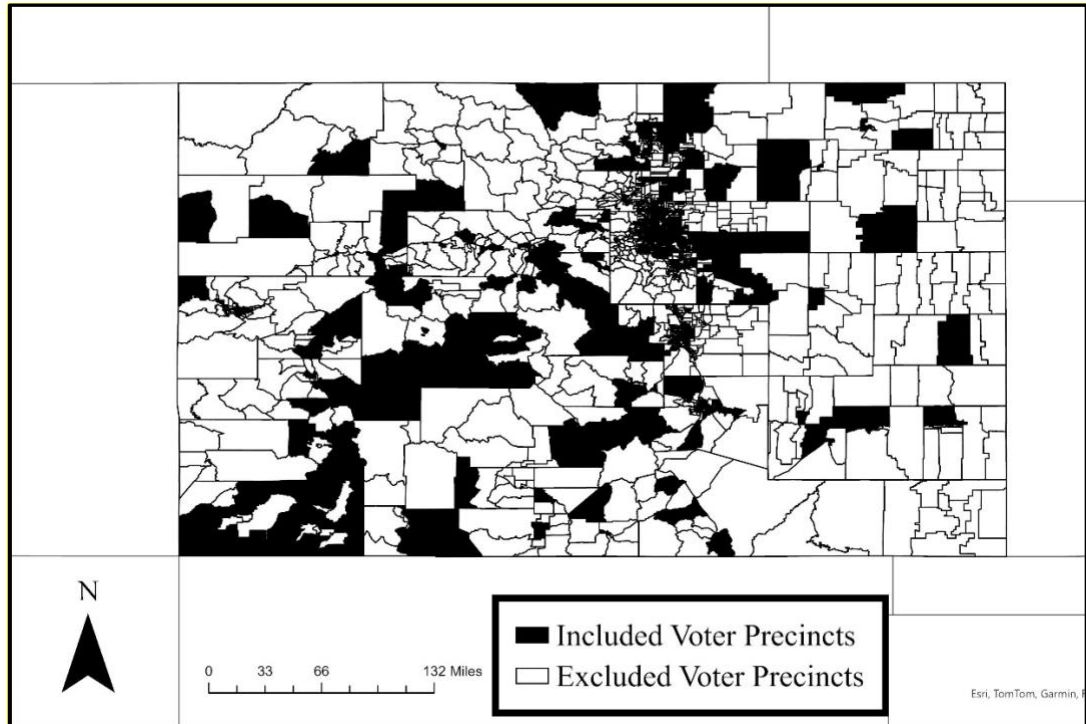 N
0 33 66 132 Miles
Included Voter Precincts
Excluded Voter Precincts
Esri, TomTom, Garmin,